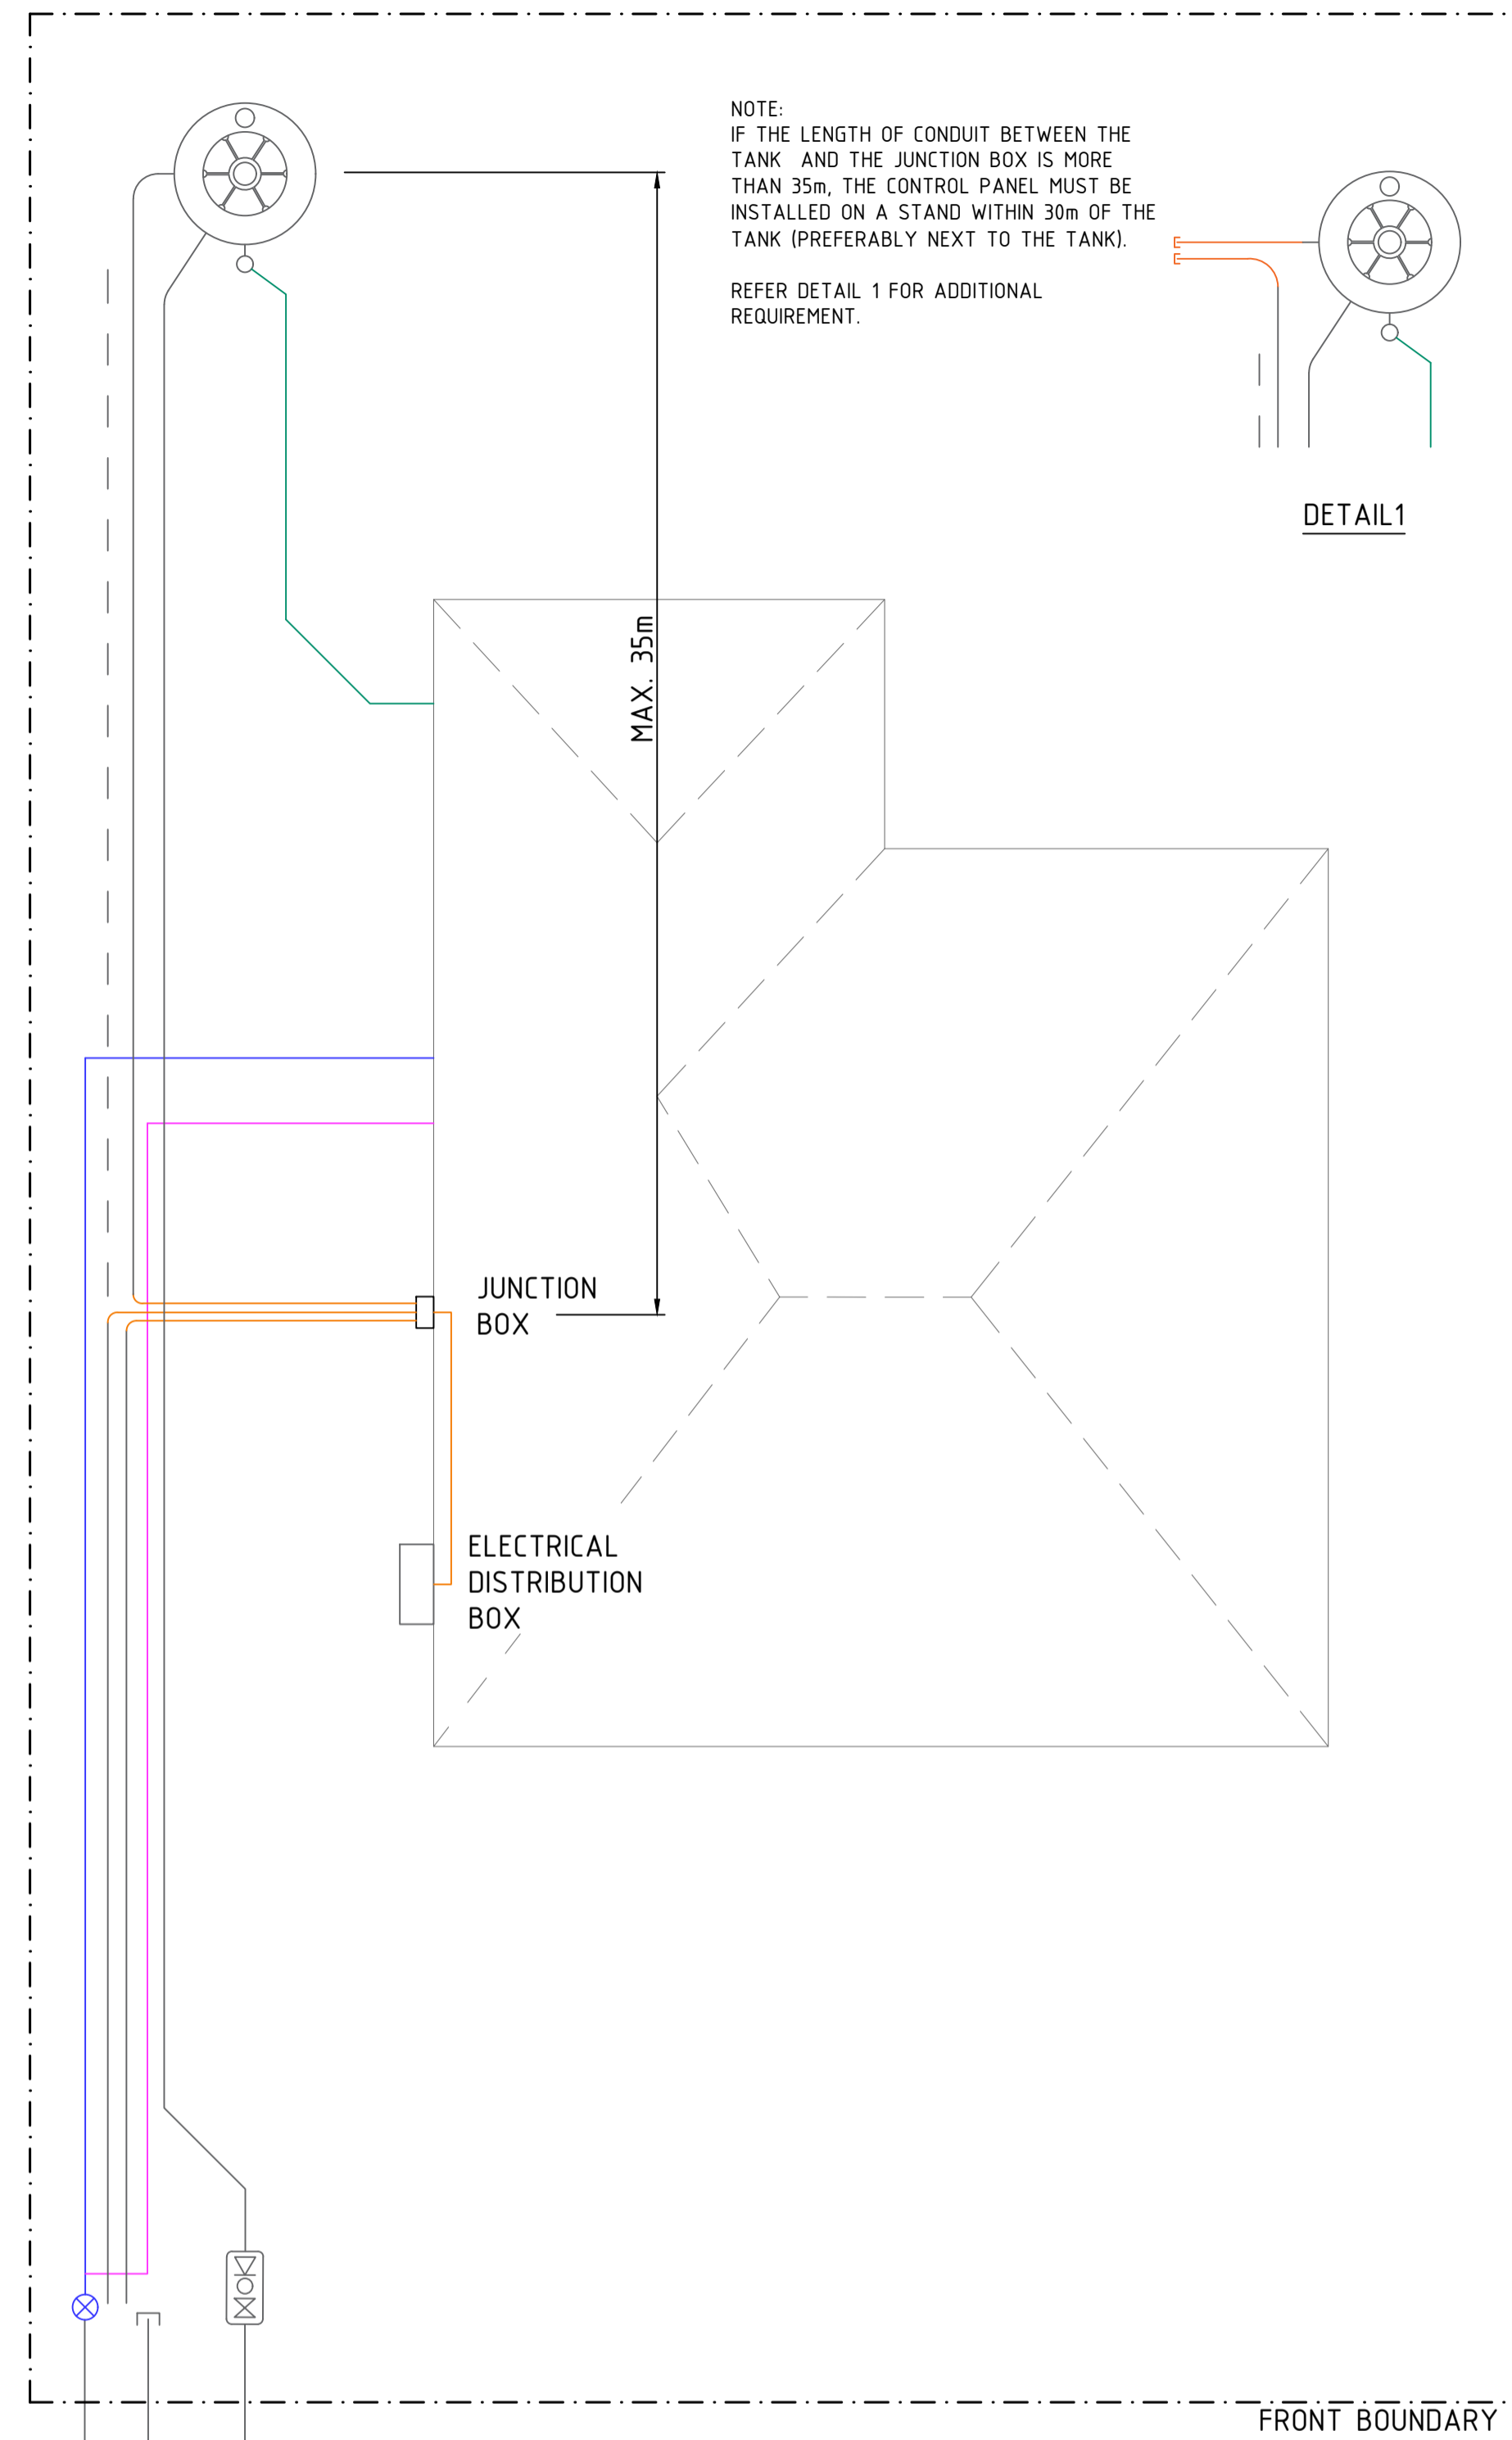 NOTE:
IF THE LENGTH OF CONDUIT BETWEEN THE
TANK AND THE JUNCTION BOX IS MORE
THAN 35m, THE CONTROL PANEL MUST BE
INSTALLED ON A STAND WITHIN 30m OF THE
TANK (PREFERABLY NEXT TO THE TANK).
REFER DETAIL 1 FOR ADDITIONAL
REQUIREMENT.
DETAIL1
MAX. 35m
JUNCTION
BOX
ELECTRICAL
DISTRIBUTION
BOX
FRONT BOUNDARY